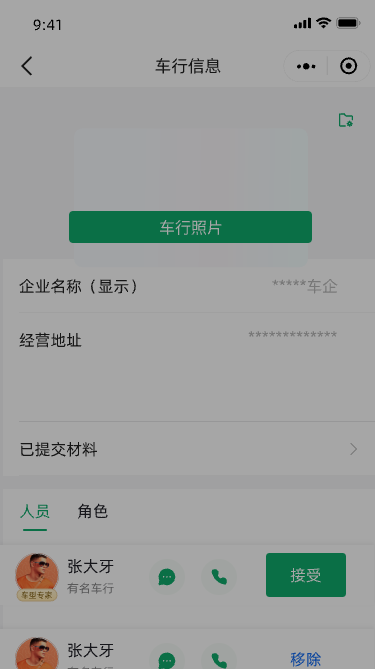 9:41
车行信息
车行照片
企业名称（显示） *****车企
经营地址 *************
已提交材料
人员 角色
张大牙
有名车行
车型专家
接受
张大牙
移除